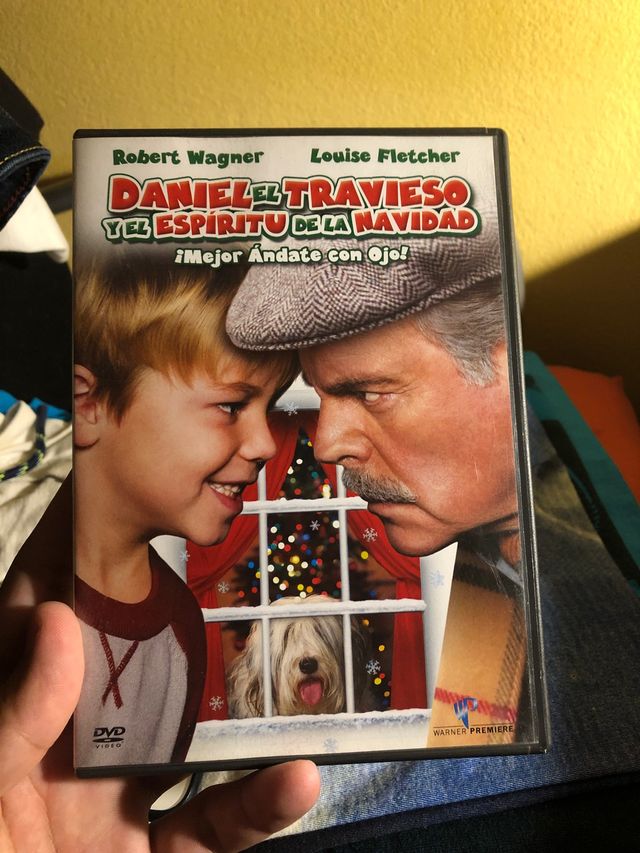 Robert Wagner Louise Fletcher
DANIEL EL TRAVIESO
Y EL ESPÍRITU DE LA NAVIDAD
¡Mejor Ándate con Ojo!
DVD
VIDEO
WARNER PREMIERE